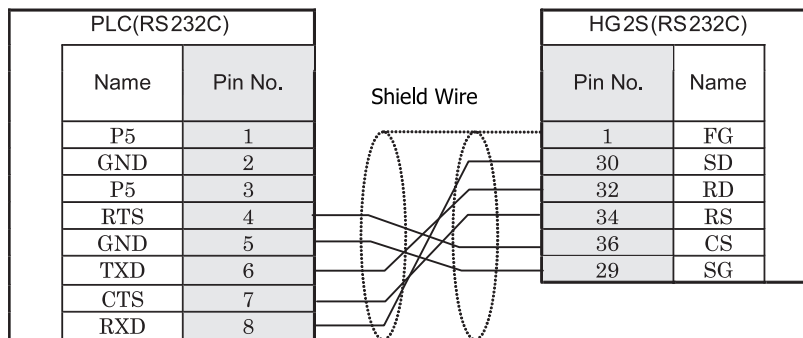 PLC(RS232C)
HG2S(RS232C)
Name Pin No. Shield Wire Pin No. Name
P5 1 1 FG
GND 2 30 SD
P5 3 32 RD
RTS 4 34 RS
GND 5 36 CS
TXD 6 29 SG
CTS 7
RXD 8